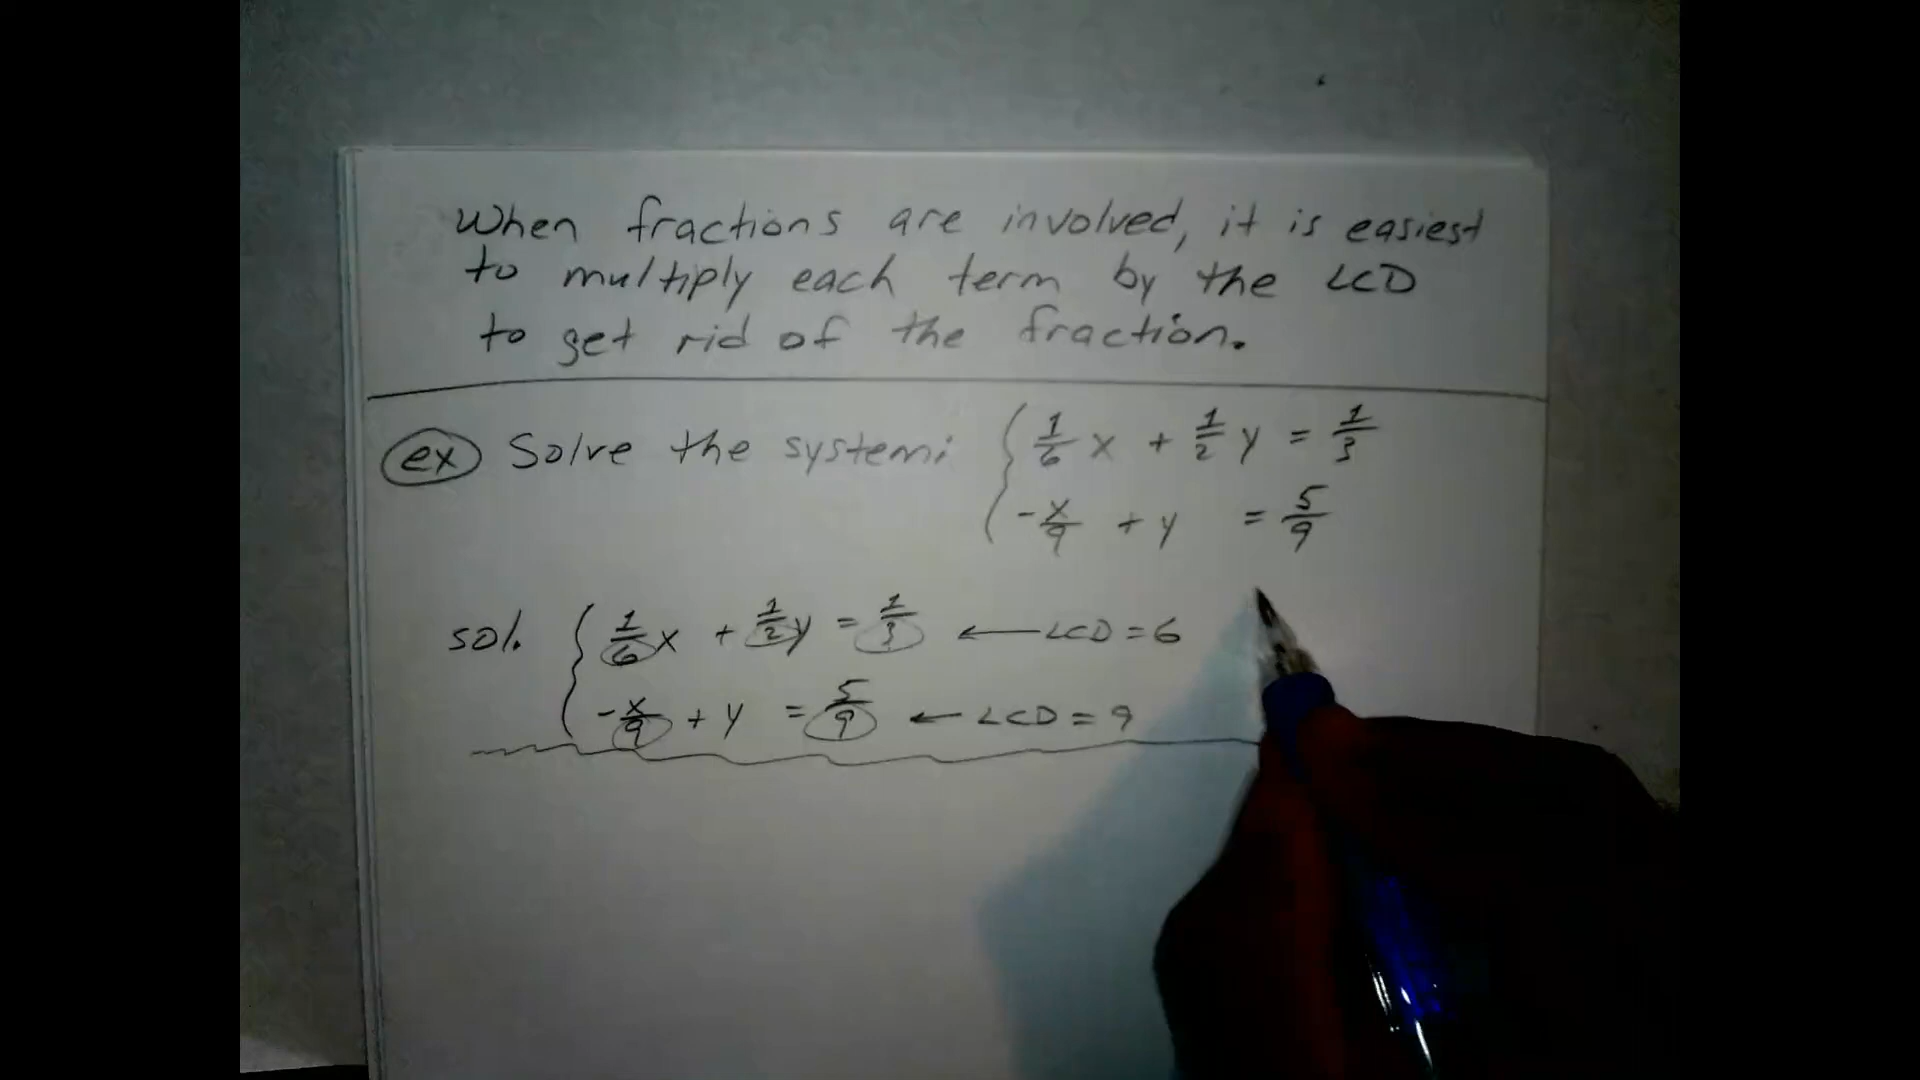 When fractions are involved, it is easiest
to multiply each term by the LCD
to get rid of the fraction.
ex Solve the system: { 1/6 x + 1/2 y = 1/3
-x/9 + y = 5/9
sol. { 1/6 x + 1/2 y = 1/3 ← LCD = 6
-x/9 + y = 5/9 ← LCD = 9